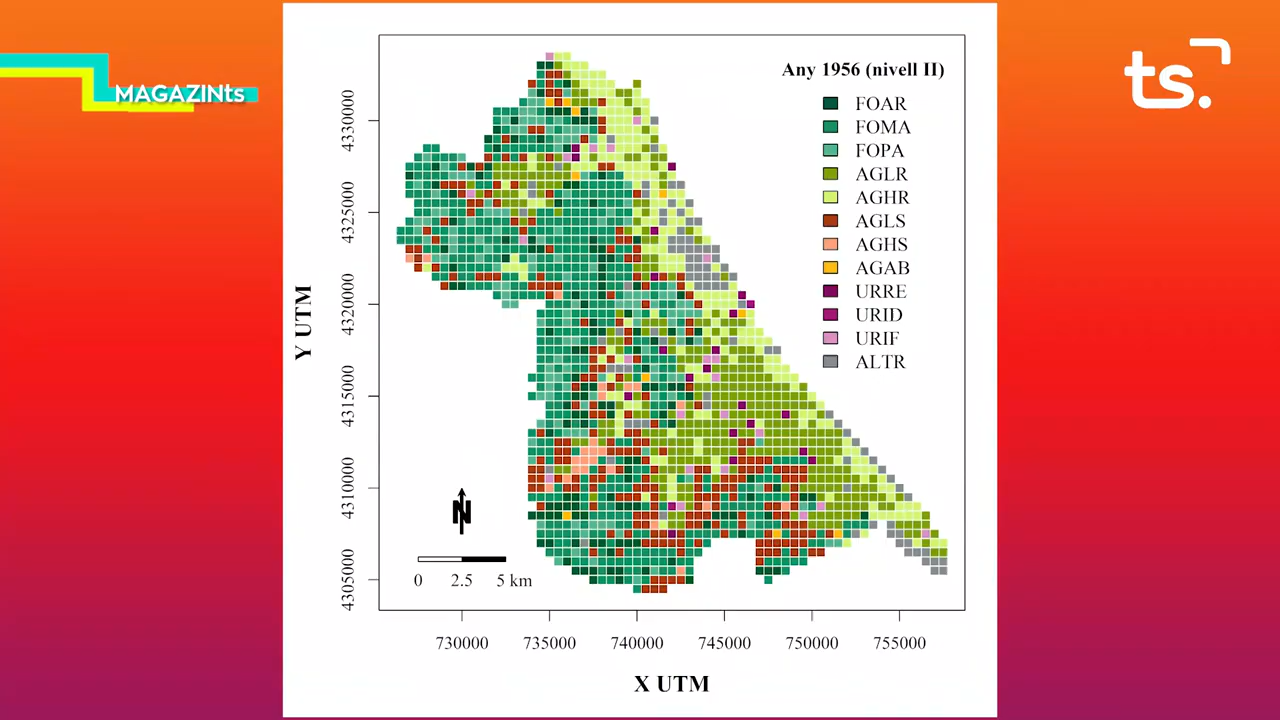 MAGAZINts
ts.
Any 1956 (nivell II)
FOAR
FOMA
FOPA
AGLR
AGHR
AGLS
AGHS
AGAB
URRE
URID
URIF
ALTR
Y UTM
4330000
4325000
4320000
4315000
4310000
4305000
N
0 2.5 5 km
730000 735000 740000 745000 750000 755000
X UTM